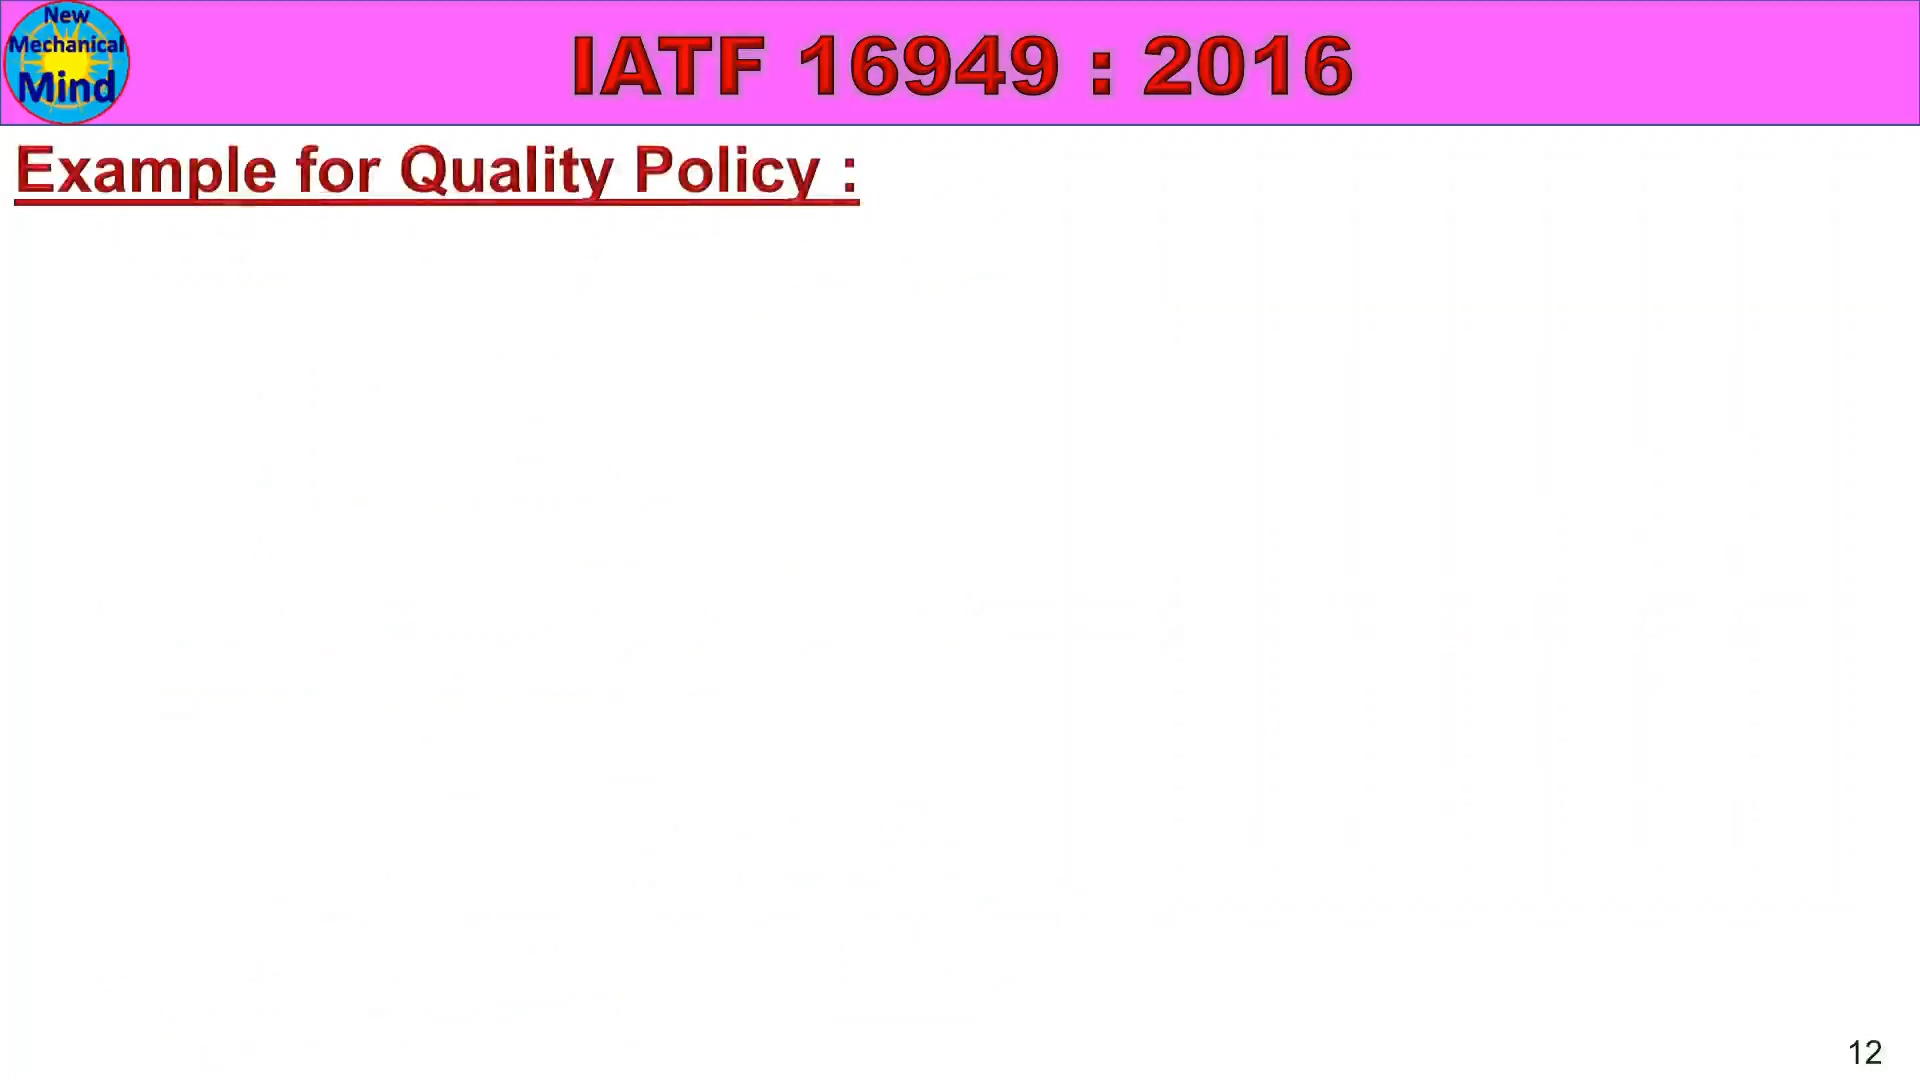 New
Mechanical
Mind
IATF 16949 : 2016
Example for Quality Policy :
12